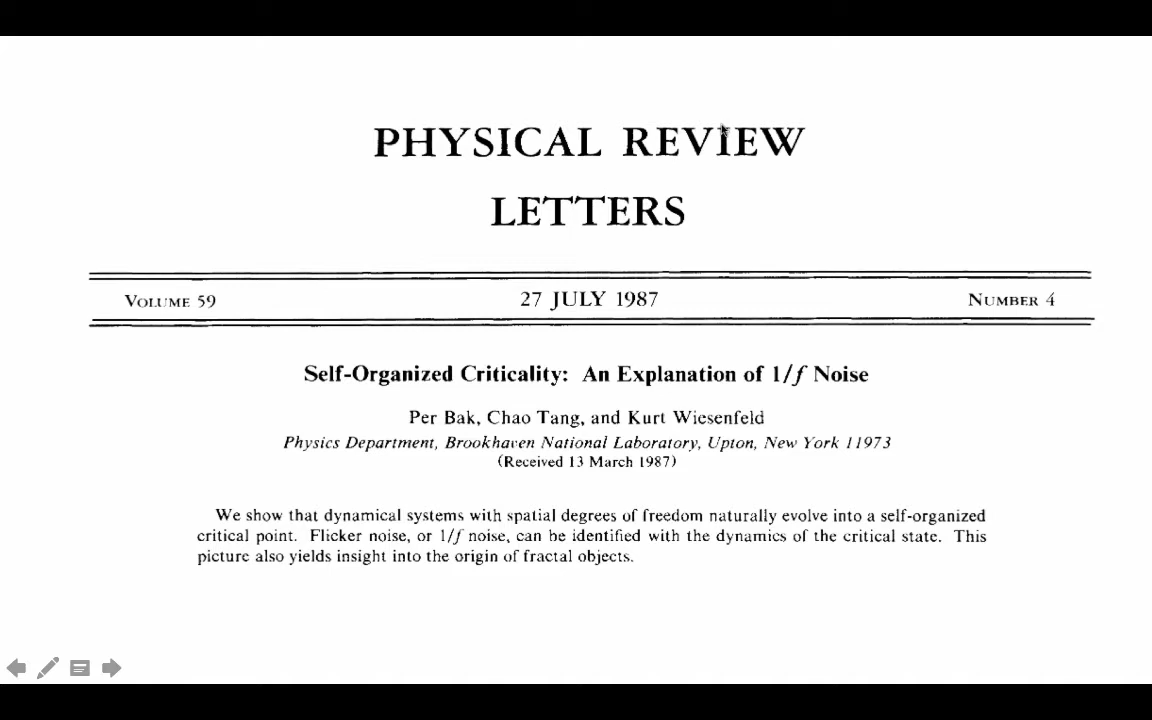 PHYSICAL REVIEW
LETTERS
VOLUME 59 27 JULY 1987 NUMBER 4
Self-Organized Criticality: An Explanation of 1/f Noise
Per Bak, Chao Tang, and Kurt Wiesenfeld
Physics Department, Brookhaven National Laboratory, Upton, New York 11973
(Received 13 March 1987)
We show that dynamical systems with spatial degrees of freedom naturally evolve into a self-organized
critical point. Flicker noise, or 1/f noise, can be identified with the dynamics of the critical state. This
picture also yields insight into the origin of fractal objects.